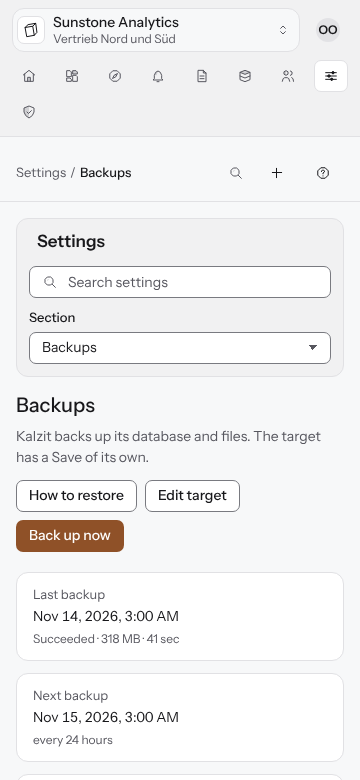 Sunstone Analytics
Vertrieb Nord und Süd
OO
Settings / Backups
Settings
Search settings
Section
Backups
Backups
Kalzit backs up its database and files. The target
has a Save of its own.
How to restore
Edit target
Back up now
Last backup
Nov 14, 2026, 3:00 AM
Succeeded · 318 MB · 41 sec
Next backup
Nov 15, 2026, 3:00 AM
every 24 hours